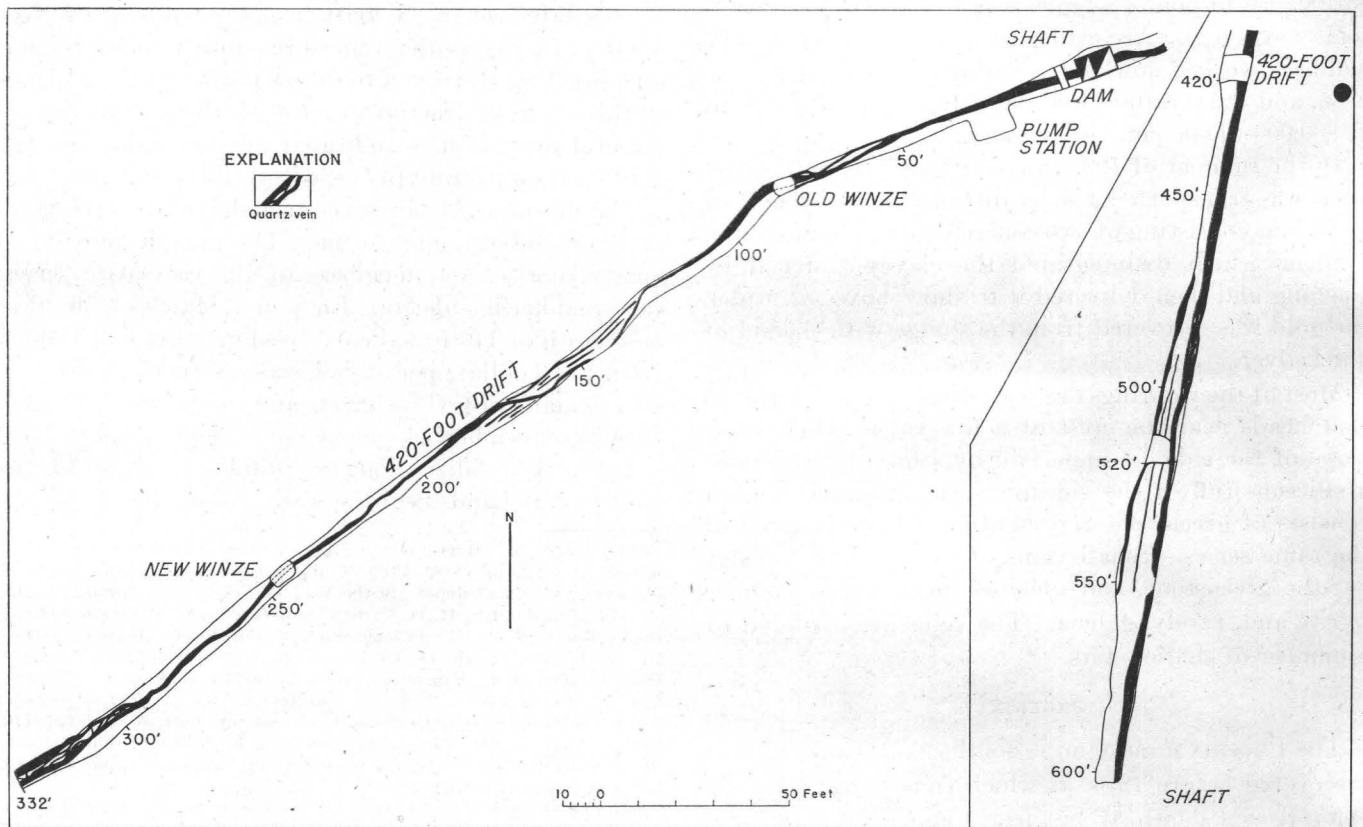 SHAFT
DAM
PUMP
STATION
50'
EXPLANATION
Quartz vein
OLD WINZE
100'
150'
420-FOOT DRIFT
200'
N
NEW WINZE
250'
300'
332'
10 0 50 Feet
420-FOOT
DRIFT
420'
450'
500'
520'
550'
600'
SHAFT